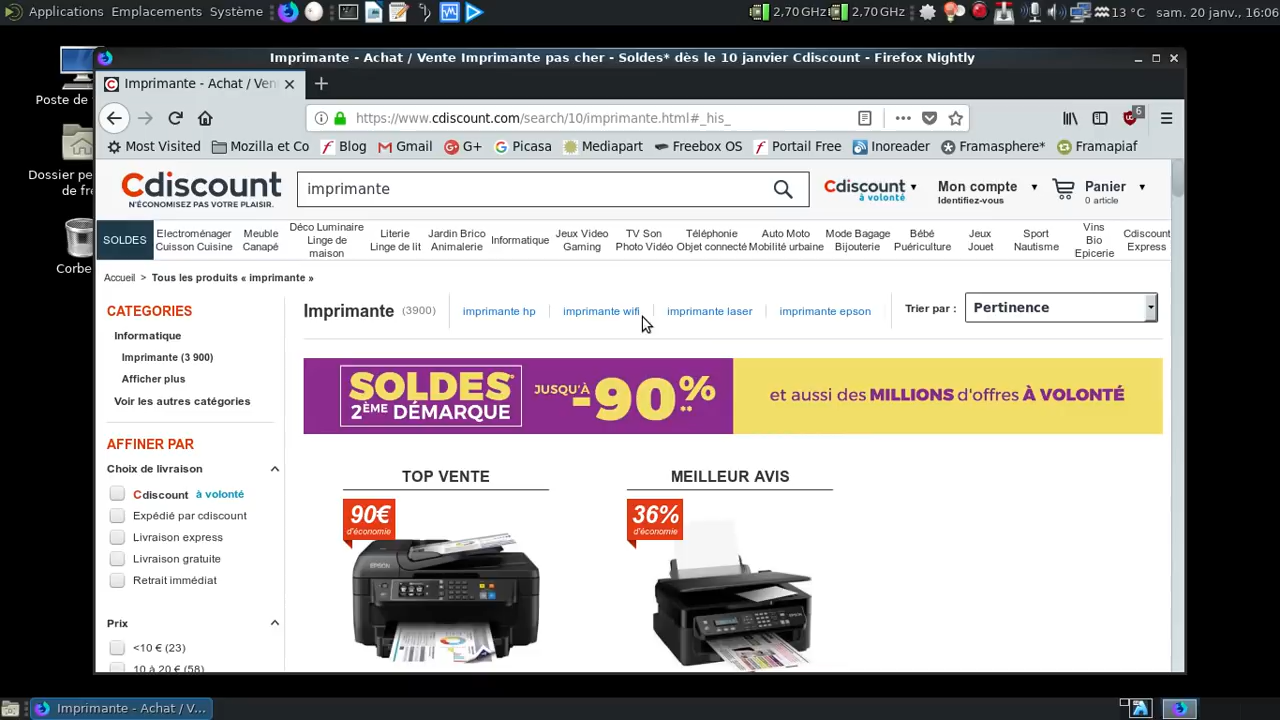 Applications Emplacements Système 2,70 GHz 2,70 GHz 13 °C sam. 20 janv., 16:06
Imprimante - Achat / Vente Imprimante pas cher - Soldes* dès le 10 janvier Cdiscount - Firefox Nightly
Imprimante - Achat / Ven
https://www.cdiscount.com/search/10/imprimante.html#_his_
6
Most Visited Mozilla et Co Blog Gmail G+ Picasa Mediapart Freebox OS Portail Free Inoreader Framasphere* Framapiaf
Poste de
Dossier pe
de fr
Corbe
Cdiscount
N'ÉCONOMISEZ PAS VOTRE PLAISIR.
imprimante
Cdiscount
à volonté
Mon compte
Identifiez-vous
Panier
0 article
SOLDES
Electroménager
Cuisson Cuisine
Meuble
Canapé
Déco Luminaire
Linge de
maison
Literie
Linge de lit
Jardin Brico
Animalerie
Informatique
Jeux Video
Gaming
TV Son
Photo Vidéo
Téléphonie
Objet connecté
Auto Moto
Mobilité urbaine
Mode Bagage
Bijouterie
Bébé
Puériculture
Jeux
Jouet
Sport
Nautisme
Vins
Bio
Epicerie
Cdiscount
Express
Accueil > Tous les produits « imprimante »
CATEGORIES
Informatique
Imprimante (3 900)
Afficher plus
Voir les autres catégories
AFFINER PAR
Choix de livraison
Cdiscount à volonté
Expédié par cdiscount
Livraison express
Livraison gratuite
Retrait immédiat
Prix
<10 € (23)
10 à 20 € (58)
Imprimante (3900) imprimante hp imprimante wifi imprimante laser imprimante epson Trier par : Pertinence
SOLDES*
2ÈME DÉMARQUE
JUSQU'À
-90%**
et aussi des MILLIONS d'offres À VOLONTÉ
TOP VENTE
90€
d'économie
EPSON
MEILLEUR AVIS
36%
d'économie
EPSON
Imprimante - Achat / V...